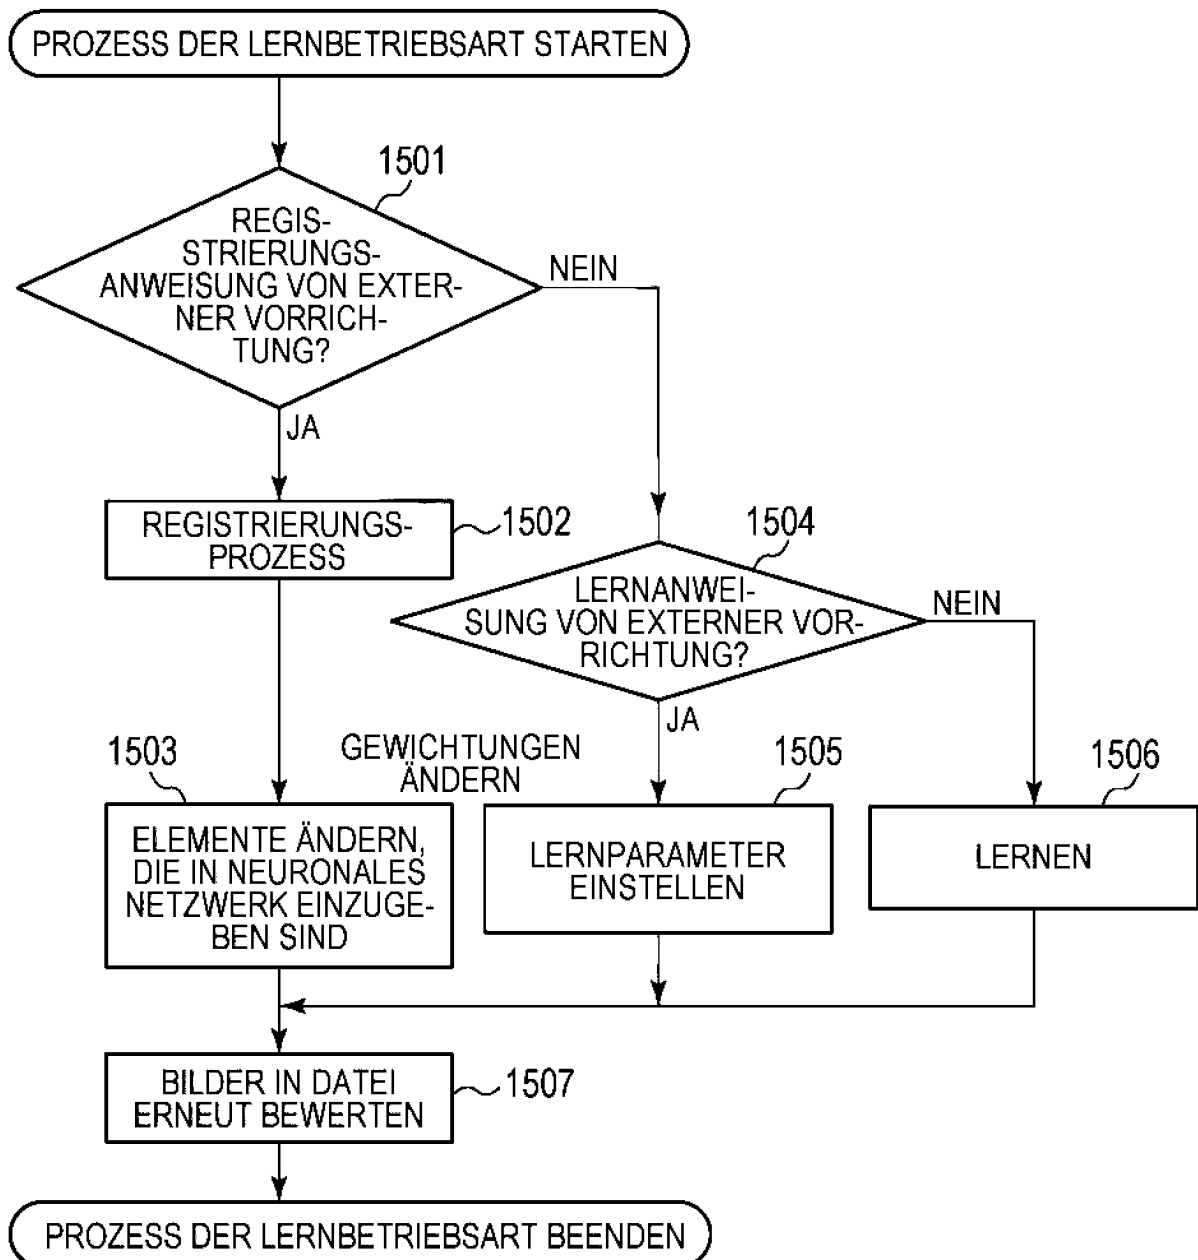 PROZESS DER LERNBETRIEBSART STARTEN
1501
REGIS-
STRIERUNGS-
ANWEISUNG VON EXTER-
NER VORRICH-
TUNG?
NEIN
JA
REGISTRIERUNGS-
PROZESS
1502
1504
LERNANWEI-
SUNG VON EXTERNER VOR-
RICHTUNG?
NEIN
JA
1503
GEWICHTUNGEN
ÄNDERN
1505
1506
ELEMENTE ÄNDERN,
DIE IN NEURONALES
NETZWERK EINZUGE-
BEN SIND
LERNPARAMETER
EINSTELLEN
LERNEN
BILDER IN DATEI
ERNEUT BEWERTEN
1507
PROZESS DER LERNBETRIEBSART BEENDEN